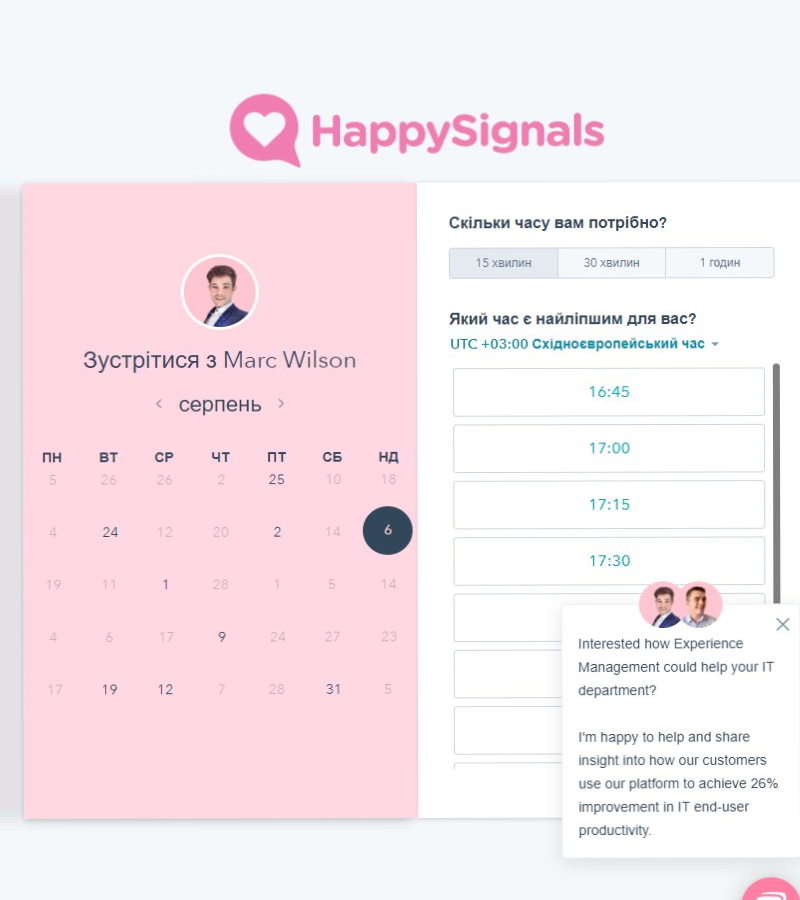 HappySignals
Зустрітися з Marc Wilson
серпень
ПН ВТ СР ЧТ ПТ СБ НД
5 26 26 2 25 10 18
4 24 12 20 2 14 6
19 11 1 28 1 5 14
4 6 17 9 24 27 23
17 19 12 7 28 31 5
Скільки часу вам потрібно?
15 хвилин 30 хвилин 1 годин
Який час є найліпшим для вас?
UTC +03:00 Східноєвропейський час
16:45
17:00
17:15
17:30
Interested how Experience
Management could help your IT
department?
I'm happy to help and share
insight into how our customers
use our platform to achieve 26%
improvement in IT end-user
productivity.